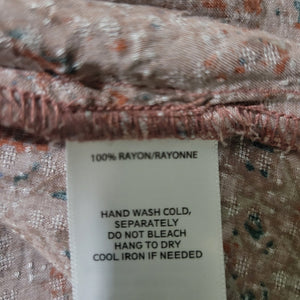 100% RAYON/RAYONNE
HAND WASH COLD,
SEPARATELY
DO NOT BLEACH
HANG TO DRY
COOL IRON IF NEEDED